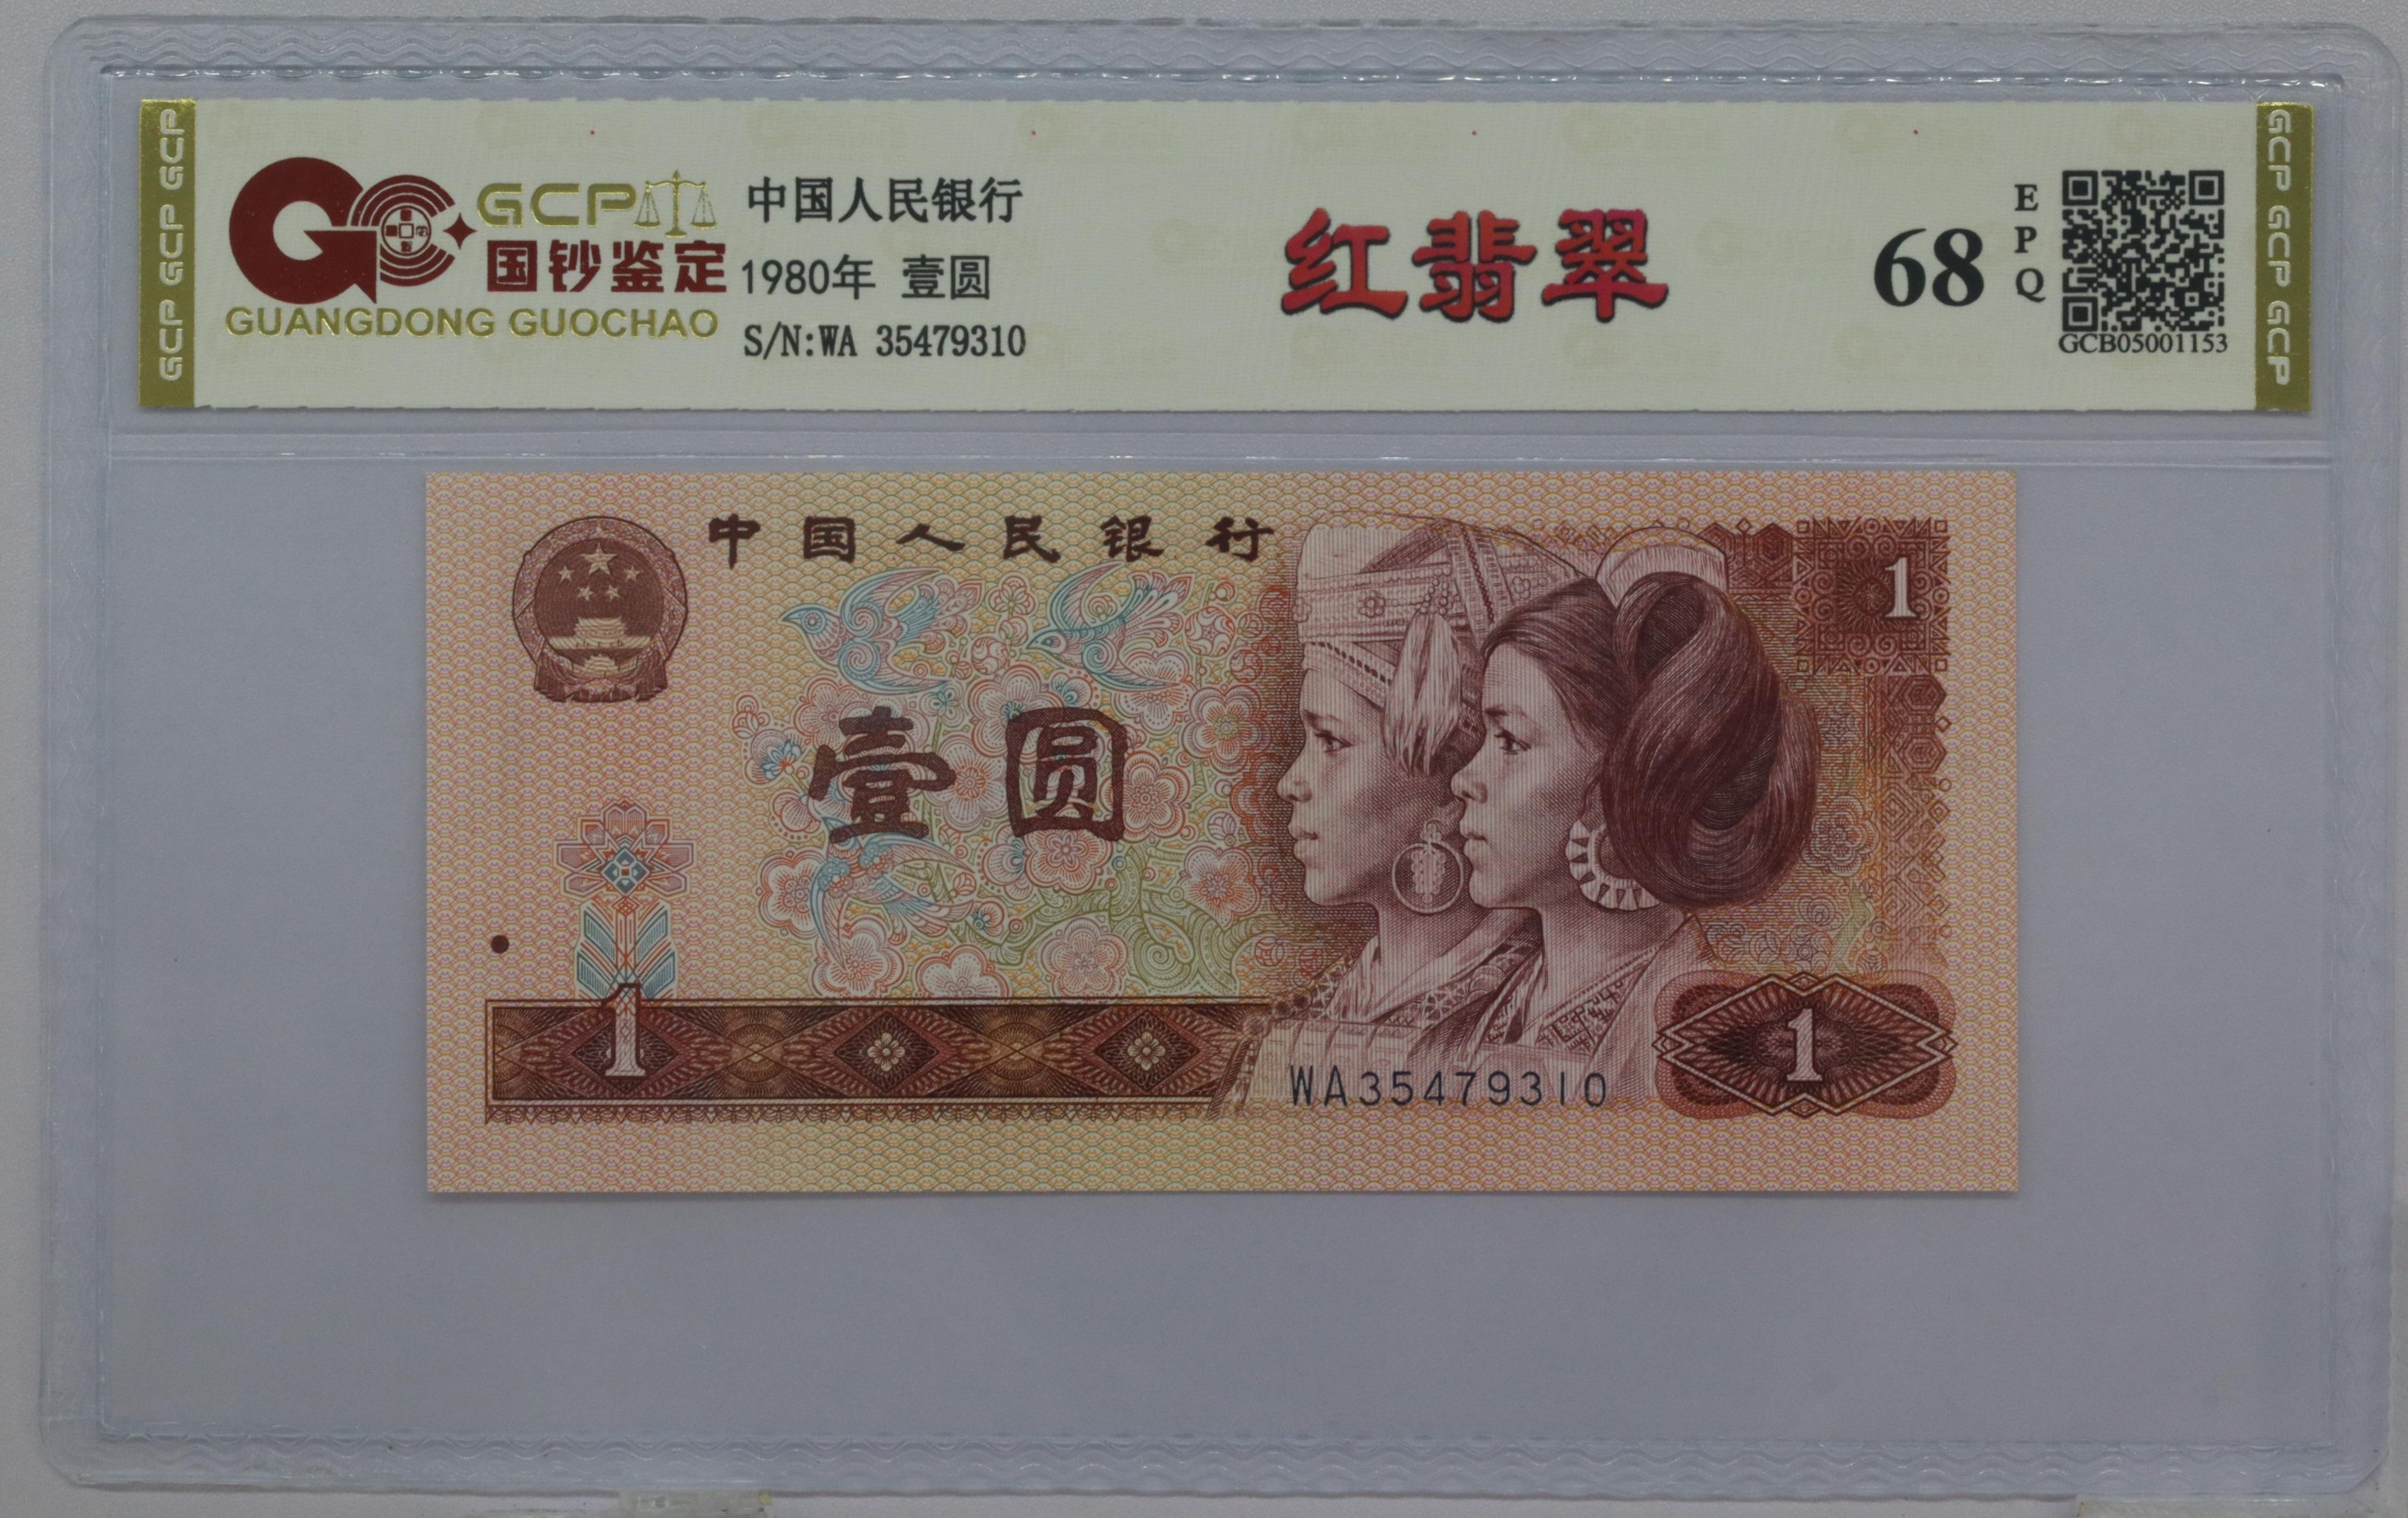 GCP GCP GCP
GCP
国钞鉴定
GUANGDONG GUOCHAO
中国人民银行
1980年 壹圆
S/N:WA 35479310
红翡翠
68
EPQ
GCB05001153
GCP GCP GCP
中国人民银行
1
壹圆
1
WA35479310
1